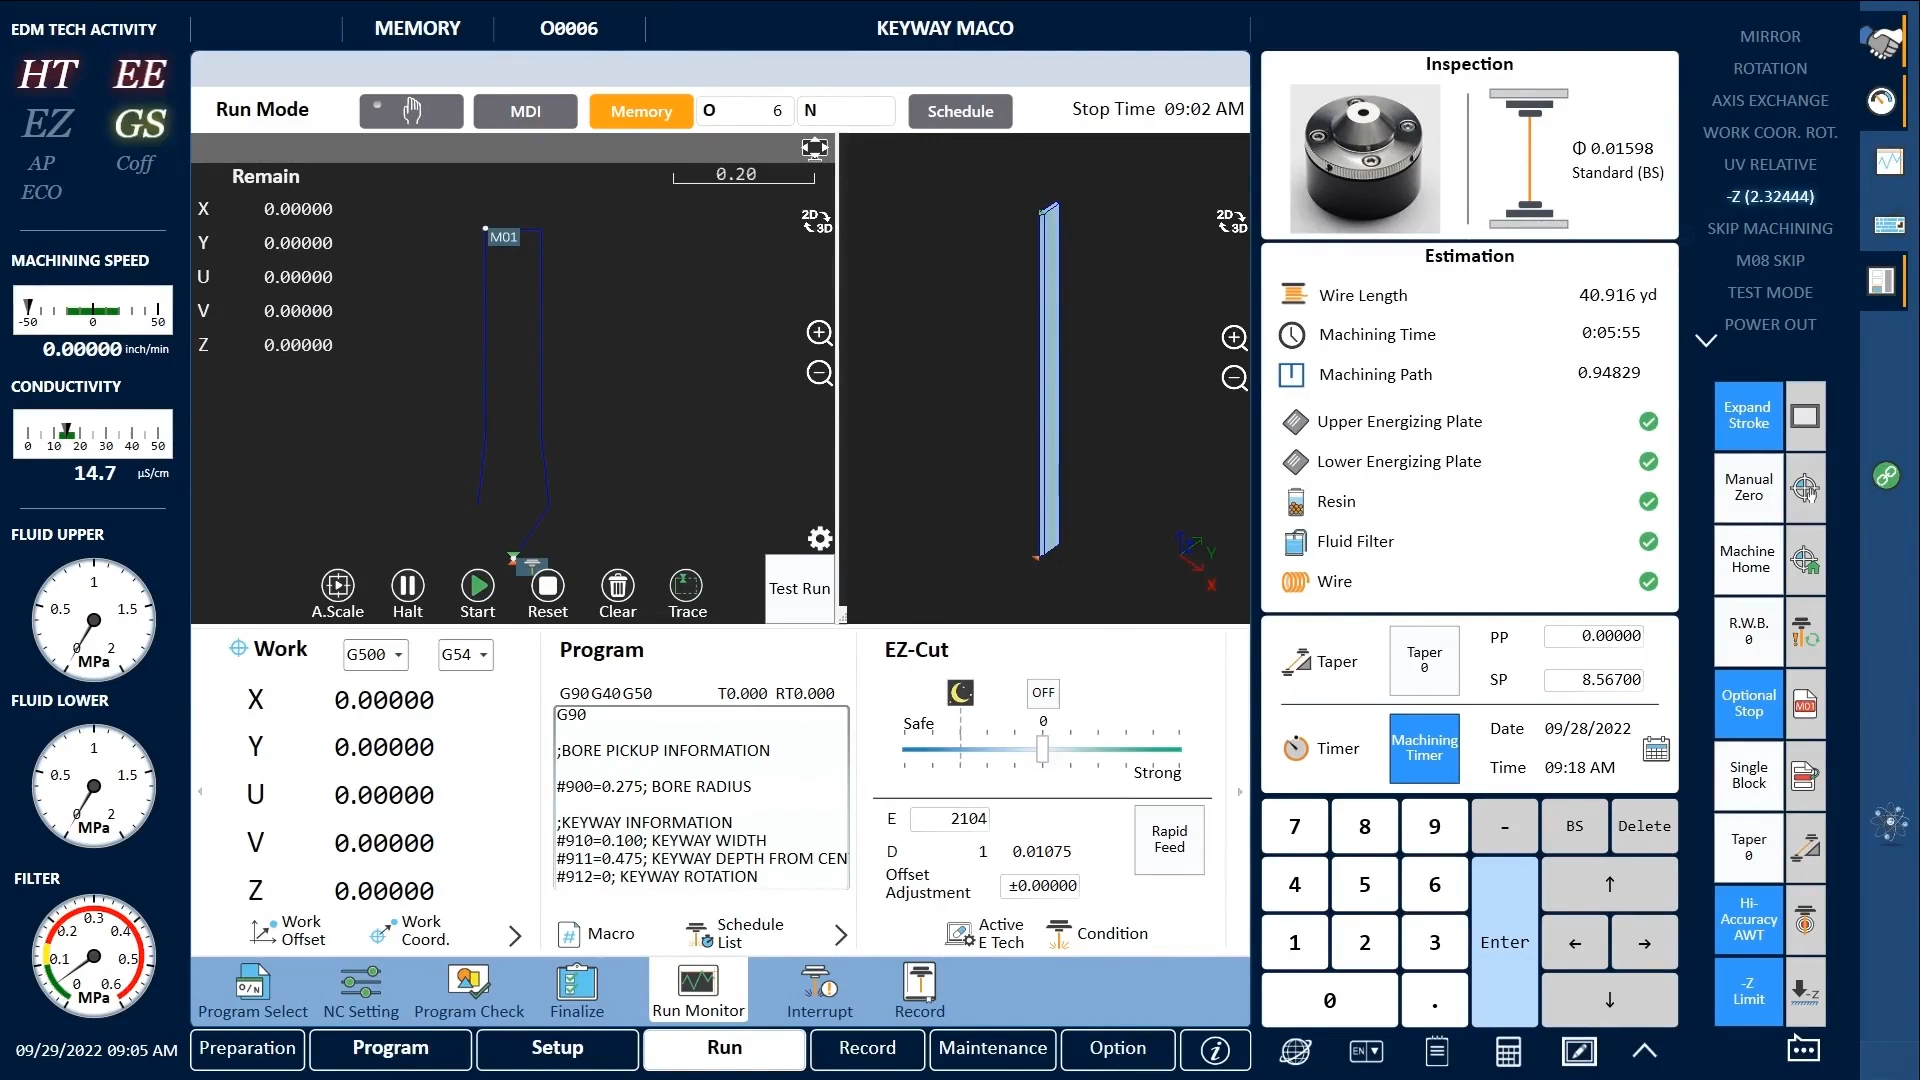 EDM TECH ACTIVITY
HT EE
EZ GS
AP Coff
ECO
MACHINING SPEED
-50 0 50
0.00000 inch/min
CONDUCTIVITY
0 10 20 30 40 50
14.7 µS/cm
FLUID UPPER
1
0.5 1.5
0 2
MPa
FLUID LOWER
1
0.5 1.5
0 2
MPa
FILTER
0.3
0.2 0.4
0.1 0.5
0 0.6
MPa
09/29/2022 09:05 AM
MEMORY O0006 KEYWAY MACO
Run Mode MDI Memory O 6 N Schedule Stop Time 09:02 AM
Remain
X 0.00000
Y 0.00000
U 0.00000
V 0.00000
Z 0.00000
0.20
2D
3D
M01
A.Scale Halt Start Reset Clear Trace
Test Run
2D
3D
Y
X
Work G500 G54
X 0.00000
Y 0.00000
U 0.00000
V 0.00000
Z 0.00000
Work Offset
Work Coord.
Program
G90G40G50 T0.000 RT0.000
G90
;BORE PICKUP INFORMATION
#900=0.275; BORE RADIUS
;KEYWAY INFORMATION
#910=0.100; KEYWAY WIDTH
#911=0.475; KEYWAY DEPTH FROM CEN
#912=0; KEYWAY ROTATION
# Macro
Schedule List
EZ-Cut
OFF
Safe 0
Strong
E 2104
D 1 0.01075
Offset Adjustment ±0.00000
Rapid Feed
Active E Tech
Condition
O/N
Program Select NC Setting Program Check Finalize Run Monitor Interrupt Record
Preparation Program Setup Run Record Maintenance Option i
Inspection
Φ 0.01598
Standard (BS)
Estimation
Wire Length 40.916 yd
Machining Time 0:05:55
Machining Path 0.94829
Upper Energizing Plate
Lower Energizing Plate
Resin
Fluid Filter
Wire
Taper
Taper 0
PP 0.00000
SP 8.56700
Timer
Machining Timer
Date 09/28/2022
Time 09:18 AM
7 8 9 - BS Delete
4 5 6 ↑
1 2 3 Enter ← →
0 . ↓
EN
MIRROR
ROTATION
AXIS EXCHANGE
WORK COOR. ROT.
UV RELATIVE
-Z (2.32444)
SKIP MACHINING
M08 SKIP
TEST MODE
POWER OUT
Expand Stroke
Manual Zero
Machine Home
R.W.B. 0
Optional Stop
M01
Single Block
Taper 0
Hi-Accuracy AWT
-Z Limit
-Z